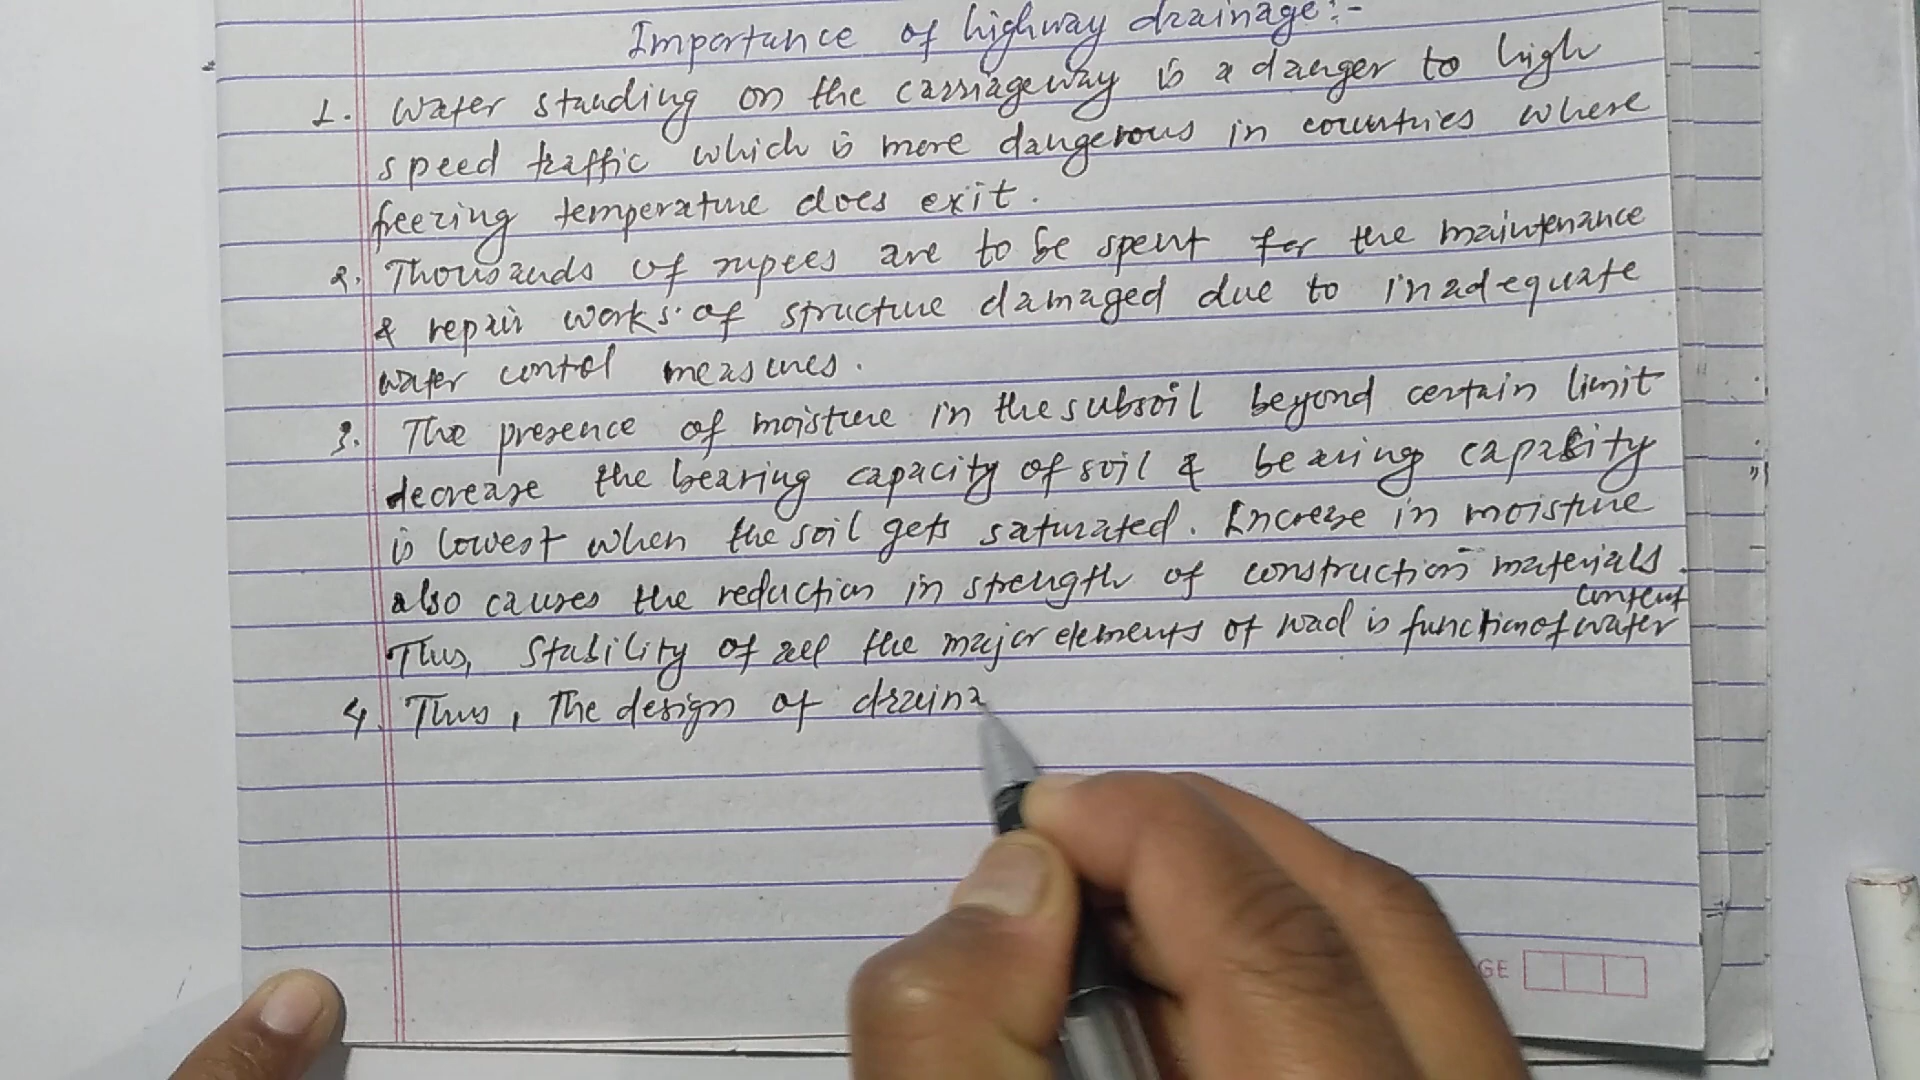 Importance of highway drainage:-
1. Water standing on the carriageway is a danger to high
speed traffic which is more dangerous in countries where
freezing temperature does exit.
2. Thousands of rupees are to be spent for the maintenance
& repair works of structure damaged due to inadequate
water control measures.
3. The presence of moisture in the subsoil beyond certain limit
decrease the bearing capacity of soil & bearing capacity
is lowest when the soil gets saturated. Increase in moisture
also causes the reduction in strength of construction materials.
content
Thus, stability of all the major elements of road is function of water
4. Thus, The design of draina
GE